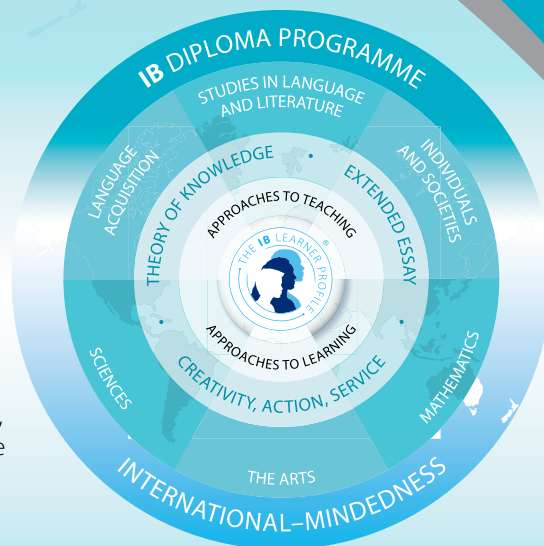 IB DIPLOMA PROGRAMME
STUDIES IN LANGUAGE
AND LITERATURE
LANGUAGE
ACQUISITION
INDIVIDUALS
AND SOCIETIES
THEORY OF KNOWLEDGE
EXTENDED ESSAY
APPROACHES TO TEACHING
THE IB LEARNER PROFILE ®
APPROACHES TO LEARNING
CREATIVITY, ACTION, SERVICE
SCIENCES
MATHEMATICS
THE ARTS
INTERNATIONAL–MINDEDNESS